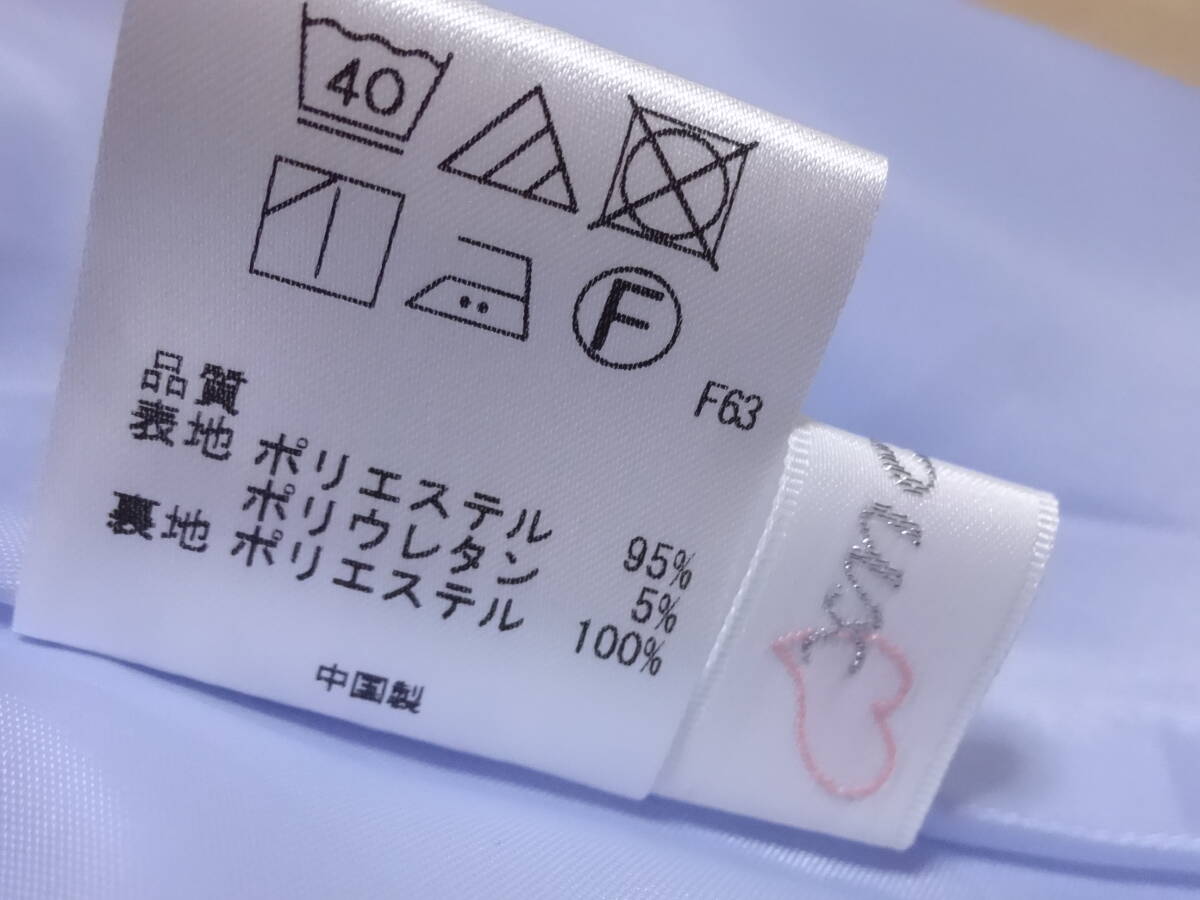 40
F
F63
品質
表地 ポリエステル 95%
ポリウレタン 5%
裏地 ポリエステル 100%
中国製